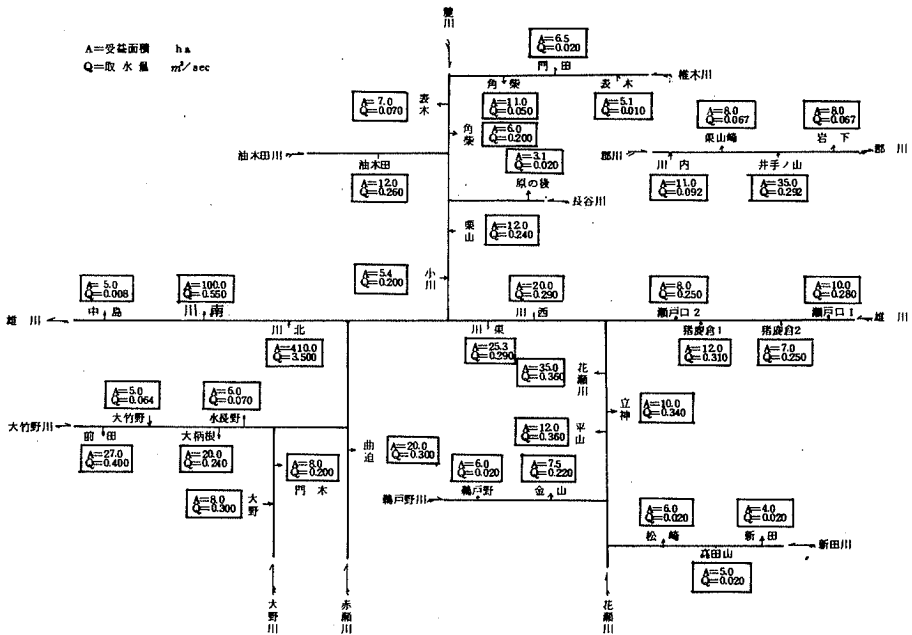 麓川
A=受益面積 ha
Q=取水量 m³/sec
A=6.5
Q=0.020
門田
椎木川
角柴
表木
A=7.0
Q=0.070
表木
A=11.0
Q=0.050
A=5.1
Q=0.010
A=8.0
Q=0.067
栗山崎
A=8.0
Q=0.067
岩下
角柴
A=6.0
Q=0.200
油木田川
油木田
A=12.0
Q=0.260
A=3.1
Q=0.020
原の後
郡川
川内
井手ノ山
郡川
A=11.0
Q=0.092
A=35.0
Q=0.292
長谷川
栗山
A=12.0
Q=0.240
A=5.4
Q=0.200
小川
A=5.0
Q=0.008
中島
A=100.0
Q=0.550
川南
A=20.0
Q=0.290
川西
A=8.0
Q=0.250
瀬戸口2
A=10.0
Q=0.280
瀬戸口1
雄川
川北
川東
猪鹿倉1
猪鹿倉2
雄川
A=410.0
Q=3.500
A=25.3
Q=0.290
A=12.0
Q=0.310
A=7.0
Q=0.250
A=35.0
Q=0.360
花瀬川
A=5.0
Q=0.064
大竹野
A=6.0
Q=0.070
水長野
立神
A=10.0
Q=0.340
大竹野川
前田
大柄根
A=12.0
Q=0.360
平山
A=27.0
Q=0.400
A=20.0
Q=0.240
A=8.0
Q=0.200
門木
曲迫
A=20.0
Q=0.300
A=6.0
Q=0.020
鵜戸野
A=7.5
Q=0.220
金山
A=8.0
Q=0.300
大野
鵜戸野川
A=6.0
Q=0.020
松崎
A=4.0
Q=0.020
新田
高田山
新田川
A=5.0
Q=0.020
大野川
赤瀬川
花瀬川